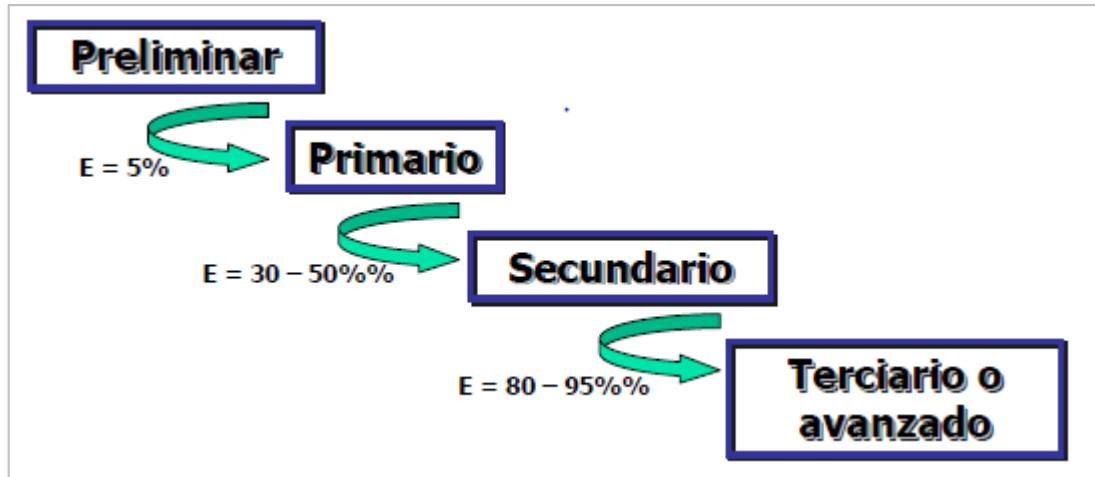 Preliminar
E = 5%
Primario
E = 30 – 50%%
Secundario
E = 80 – 95%%
Terciario o
avanzado